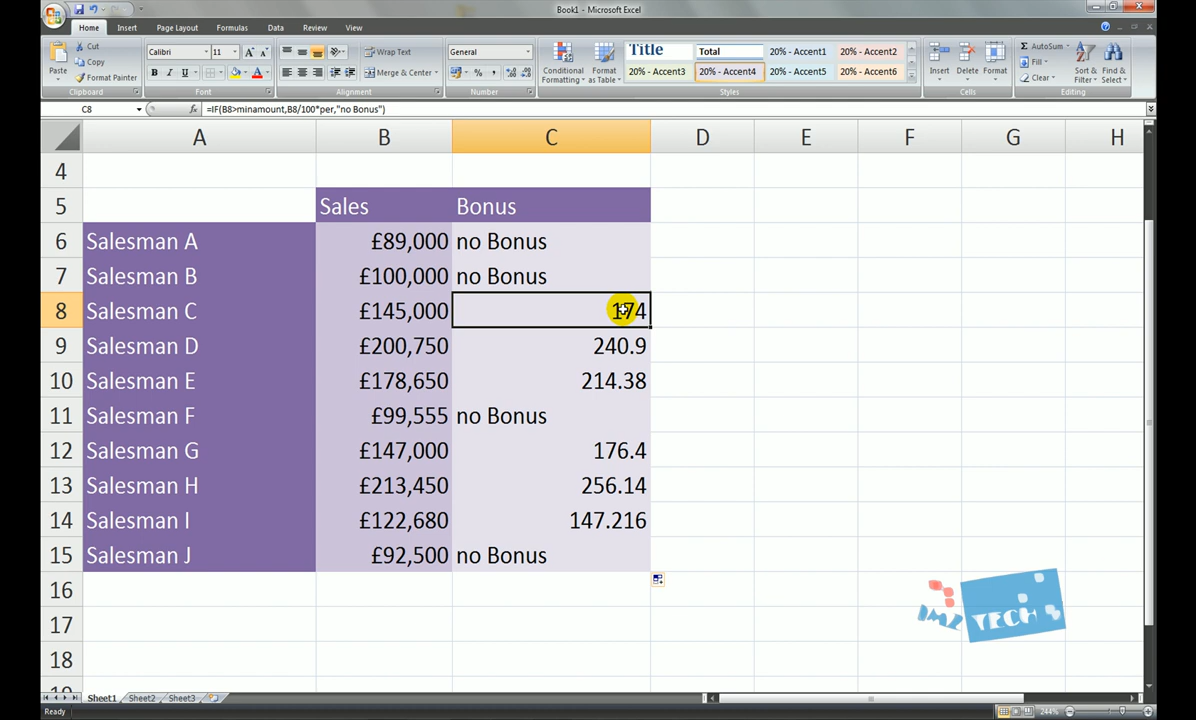 Book1 - Microsoft Excel
Home Insert Page Layout Formulas Data Review View
Paste
Cut
Copy
Format Painter
Clipboard
Calibri 11
B I U
Font
Wrap Text
Merge & Center
Alignment
General
%
Number
Conditional Formatting
Format as Table
Title Total 20% - Accent1 20% - Accent2
20% - Accent3 20% - Accent4 20% - Accent5 20% - Accent6
Styles
Insert Delete Format
Cells
AutoSum
Fill
Clear
Sort & Filter
Find & Select
Editing
C8 fx =IF(B8>minamount,B8/100*per,"no Bonus")
A B C D E F G H
4
5 Sales Bonus
6 Salesman A £89,000 no Bonus
7 Salesman B £100,000 no Bonus
8 Salesman C £145,000 174
9 Salesman D £200,750 240.9
10 Salesman E £178,650 214.38
11 Salesman F £99,555 no Bonus
12 Salesman G £147,000 176.4
13 Salesman H £213,450 256.14
14 Salesman I £122,680 147.216
15 Salesman J £92,500 no Bonus
16
17
18
TECH
Sheet1 Sheet2 Sheet3
Ready
244%